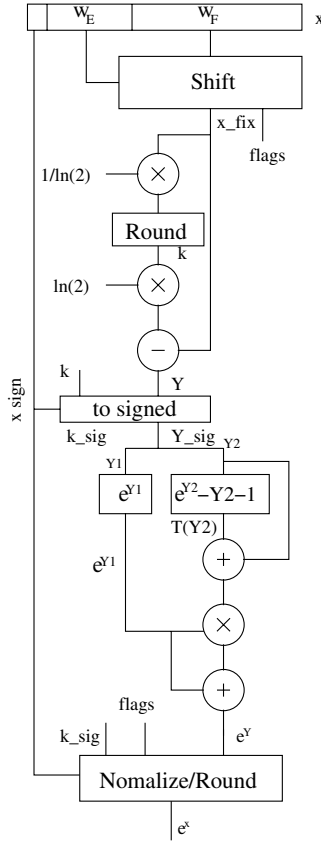 W_E W_F x
Shift
x_fix
flags
1/ln(2) ×
Round
k
ln(2) ×
−
k Y
x sign
to signed
k_sig Y_sig
Y1 Y2
e^Y1 e^Y2−Y2−1
T(Y2)
e^Y1 +
×
+
flags
k_sig e^Y
Nomalize/Round
e^x